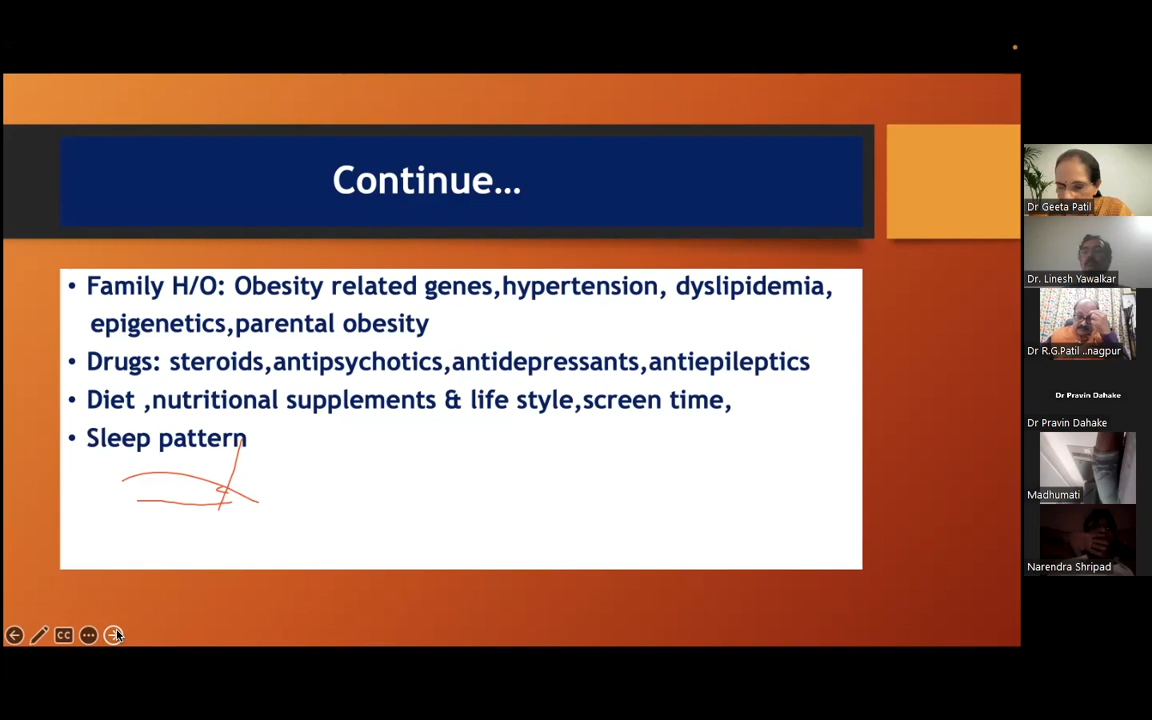 Continue...
• Family H/O: Obesity related genes,hypertension, dyslipidemia,
epigenetics,parental obesity
• Drugs: steroids,antipsychotics,antidepressants,antiepileptics
• Diet ,nutritional supplements & life style,screen time,
• Sleep pattern
CC
Dr Geeta Patil
Dr. Linesh Yawalkar
Dr R.G.Patil ..nagpur
Dr Pravin Dahake
Dr Pravin Dahake
Madhumati
Narendra Shripad